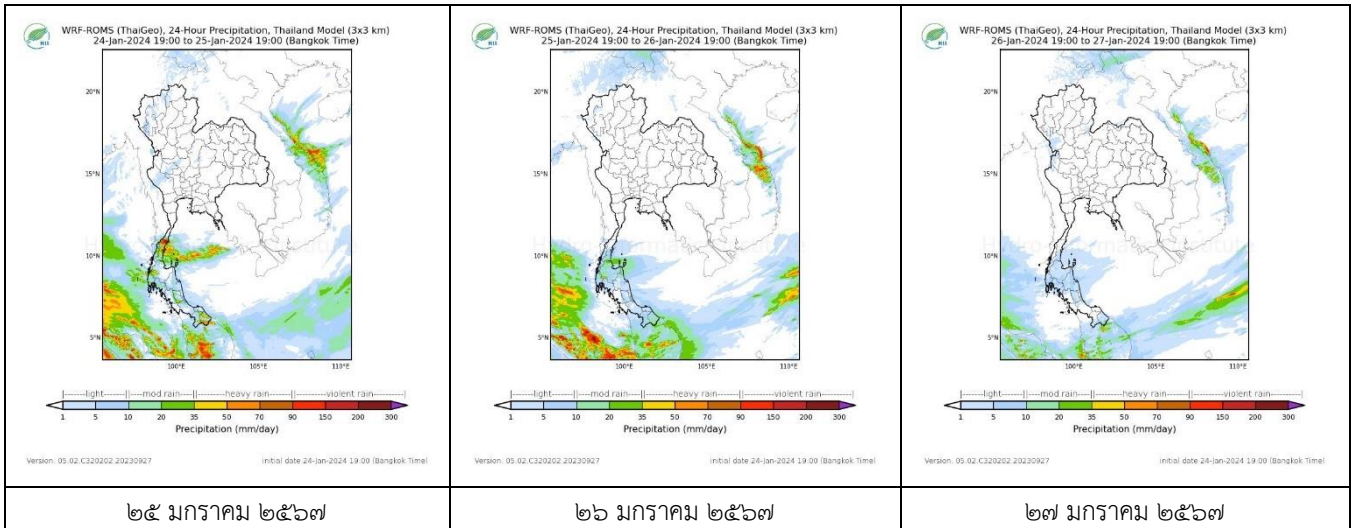 WRF-ROMS (ThaiGeo), 24-Hour Precipitation, Thailand Model (3x3 km)
24-Jan-2024 19:00 to 25-Jan-2024 19:00 (Bangkok Time)
HII
20°N
15°N
10°N
5°N
100°E 105°E 110°E
|-----light-----||---mod rain---||-------heavy rain-------||-----violent rain-----|
1 5 10 20 35 50 70 90 150 200 300
Precipitation (mm/day)
Version: 05.02.C320202.20230927 initial date 24-Jan-2024 19:00 (Bangkok Time)
๒๕ มกราคม ๒๕๖๗
WRF-ROMS (ThaiGeo), 24-Hour Precipitation, Thailand Model (3x3 km)
25-Jan-2024 19:00 to 26-Jan-2024 19:00 (Bangkok Time)
HII
20°N
15°N
10°N
5°N
100°E 105°E 110°E
|-----light-----||---mod rain---||-------heavy rain-------||-----violent rain-----|
1 5 10 20 35 50 70 90 150 200 300
Precipitation (mm/day)
Version: 05.02.C320202.20230927 initial date 24-Jan-2024 19:00 (Bangkok Time)
๒๖ มกราคม ๒๕๖๗
WRF-ROMS (ThaiGeo), 24-Hour Precipitation, Thailand Model (3x3 km)
26-Jan-2024 19:00 to 27-Jan-2024 19:00 (Bangkok Time)
HII
20°N
15°N
10°N
5°N
100°E 105°E 110°E
|-----light-----||---mod rain---||-------heavy rain-------||-----violent rain-----|
1 5 10 20 35 50 70 90 150 200 300
Precipitation (mm/day)
Version: 05.02.C320202.20230927 initial date 24-Jan-2024 19:00 (Bangkok Time)
๒๗ มกราคม ๒๕๖๗